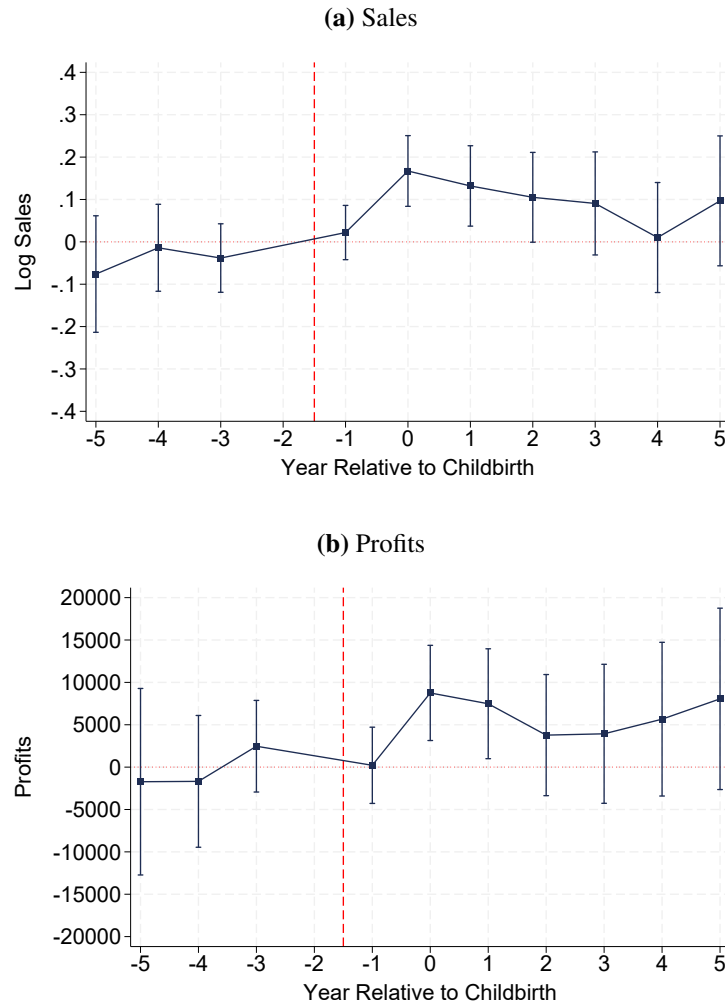 (a) Sales
.4
.3
.2
.1
0
-.1
-.2
-.3
-.4
Log Sales
-5 -4 -3 -2 -1 0 1 2 3 4 5
Year Relative to Childbirth
(b) Profits
20000
15000
10000
5000
0
-5000
-10000
-15000
-20000
Profits
-5 -4 -3 -2 -1 0 1 2 3 4 5
Year Relative to Childbirth